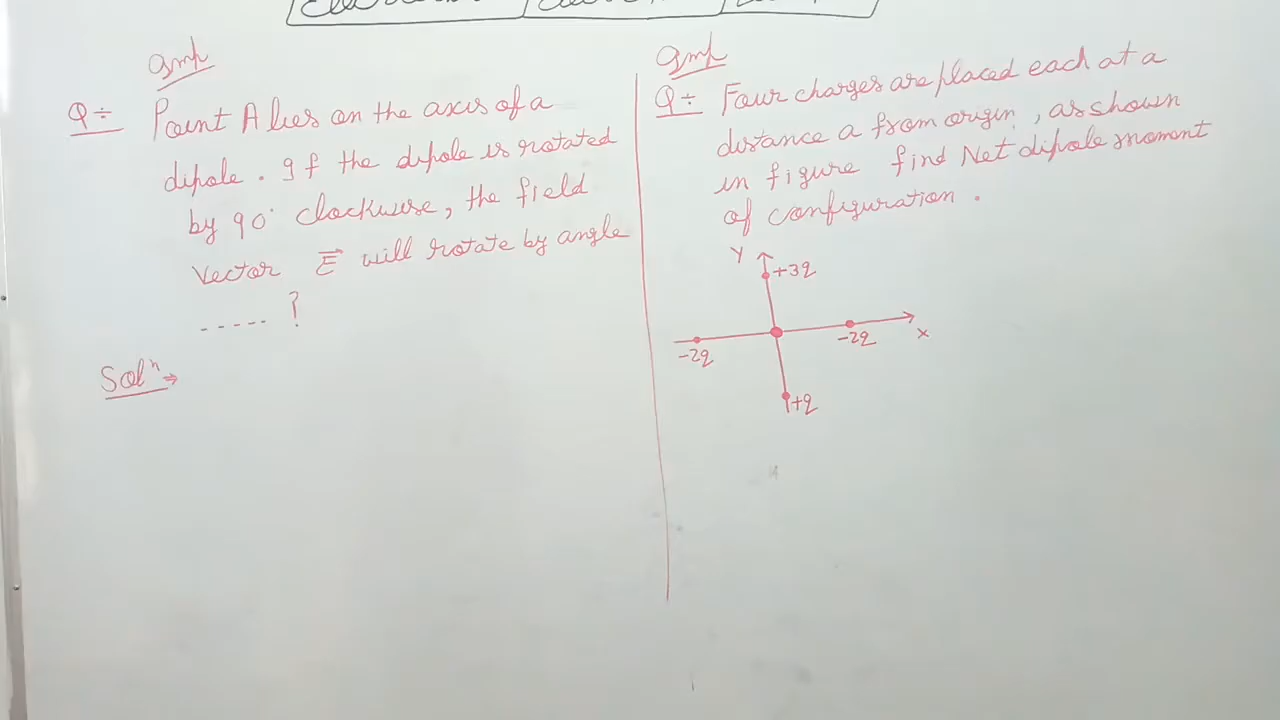 Imp
Q÷ Point A lies on the axis of a
dipole. If the dipole is rotated
by 90° clockwise, the field
vector E⃗ will rotate by angle
----- ?
Solⁿ⇒
Imp
Q÷ Four charges are placed each at a
distance a from origin, as shown
in figure find Net dipole moment
of configuration.
Y
+3q
-2q
-2q
x
+q